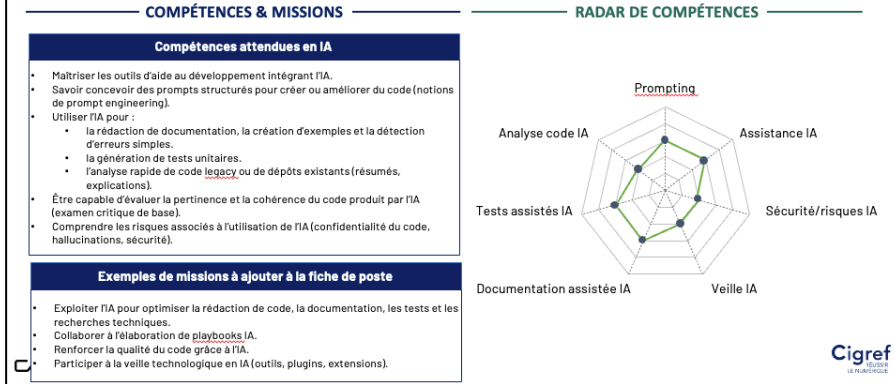 COMPÉTENCES & MISSIONS
Compétences attendues en IA
• Maîtriser les outils d'aide au développement intégrant l'IA.
• Savoir concevoir des prompts structurés pour créer ou améliorer du code (notions
de prompt engineering).
• Utiliser l'IA pour :
• la rédaction de documentation, la création d'exemples et la détection
d'erreurs simples.
• la génération de tests unitaires.
• l'analyse rapide de code legacy ou de dépôts existants (résumés,
explications).
• Être capable d'évaluer la pertinence et la cohérence du code produit par l'IA
(examen critique de base).
• Comprendre les risques associés à l'utilisation de l'IA (confidentialité du code,
hallucinations, sécurité).
Exemples de missions à ajouter à la fiche de poste
• Exploiter l'IA pour optimiser la rédaction de code, la documentation, les tests et les
recherches techniques.
• Collaborer à l'élaboration de playbooks IA.
• Renforcer la qualité du code grâce à l'IA.
• Participer à la veille technologique en IA (outils, plugins, extensions).
RADAR DE COMPÉTENCES
Prompting
Analyse code IA
Assistance IA
Tests assistés IA
Sécurité/risques IA
Documentation assistée IA
Veille IA
Cigref
RÉUSSIR
LE NUMÉRIQUE